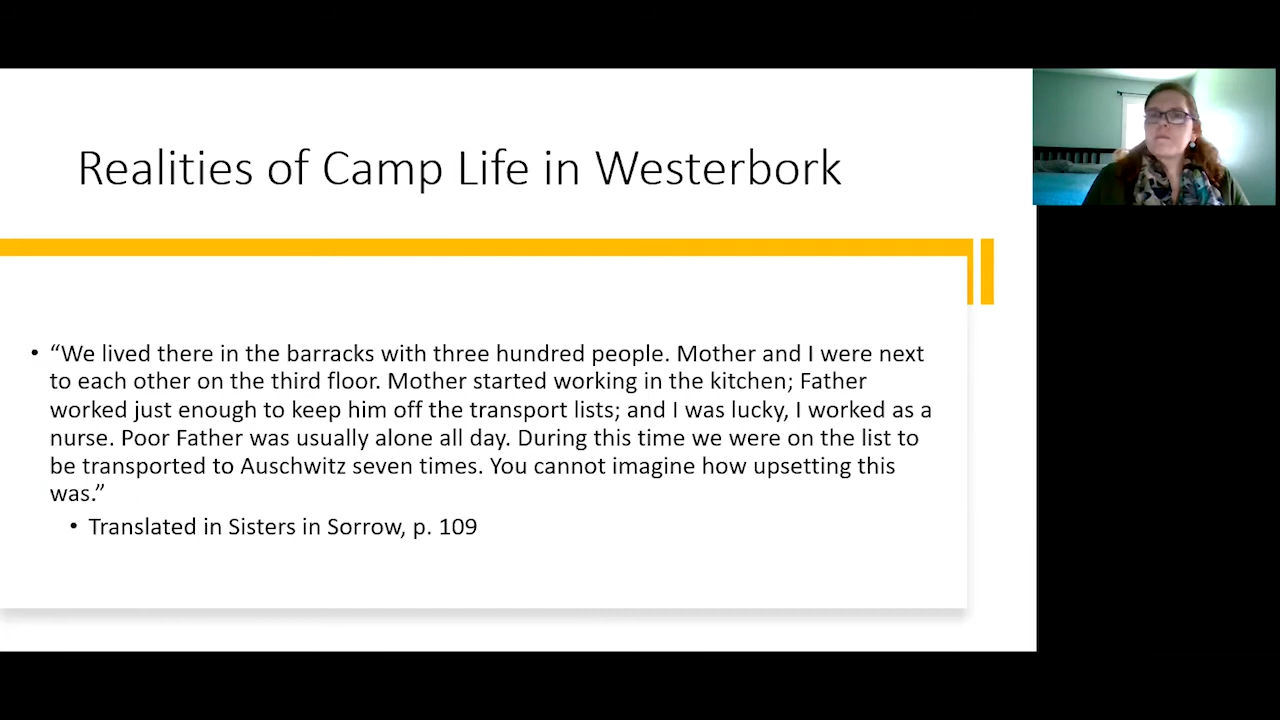 Realities of Camp Life in Westerbork
• “We lived there in the barracks with three hundred people. Mother and I were next
to each other on the third floor. Mother started working in the kitchen; Father
worked just enough to keep him off the transport lists; and I was lucky, I worked as a
nurse. Poor Father was usually alone all day. During this time we were on the list to
be transported to Auschwitz seven times. You cannot imagine how upsetting this
was.”
• Translated in Sisters in Sorrow, p. 109